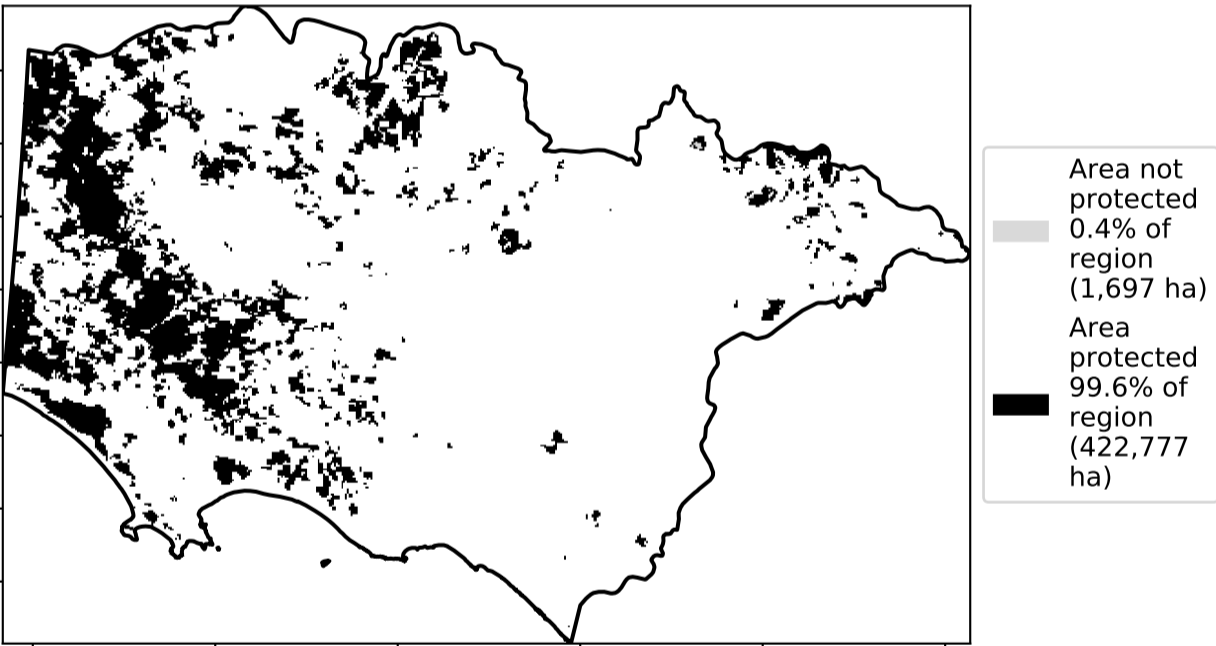 Area not
protected
0.4% of
region
(1,697 ha)
Area
protected
99.6% of
region
(422,777
ha)